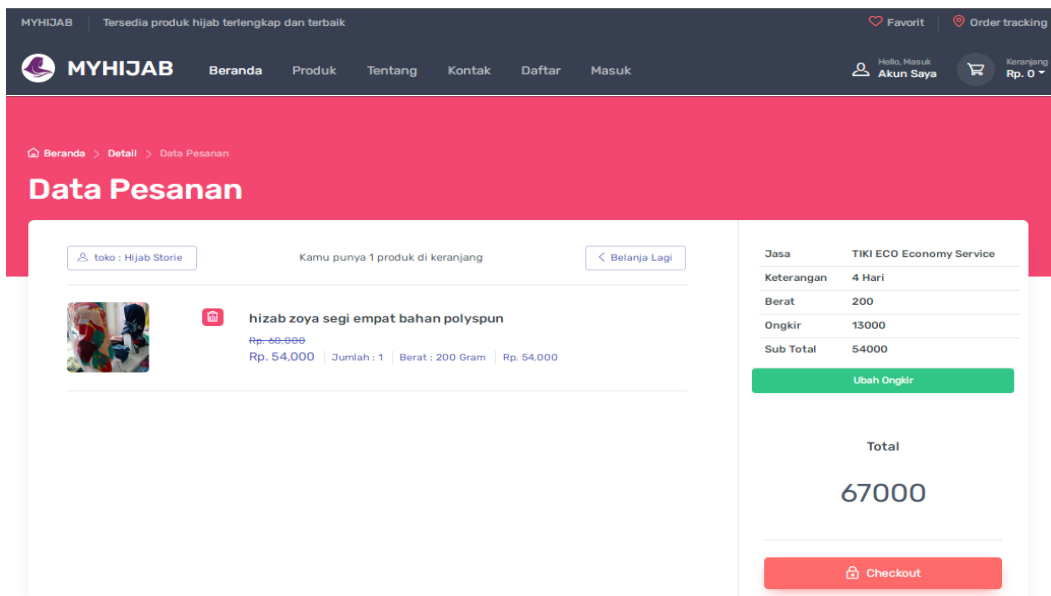 MYHIJAB Tersedia produk hijab terlengkap dan terbaik Favorit Order tracking
MYHIJAB Beranda Produk Tentang Kontak Daftar Masuk
Hello, Masuk
Akun Saya
Keranjang
Rp. 0
Beranda > Detail > Data Pesanan
Data Pesanan
toko : Hijab Storie
Kamu punya 1 produk di keranjang
< Belanja Lagi
hizab zoya segi empat bahan polyspun
Rp. 60,000
Rp. 54,000 Jumlah : 1 Berat : 200 Gram Rp. 54,000
Jasa TIKI ECO Economy Service
Keterangan 4 Hari
Berat 200
Ongkir 13000
Sub Total 54000
Ubah Ongkir
Total
67000
Checkout